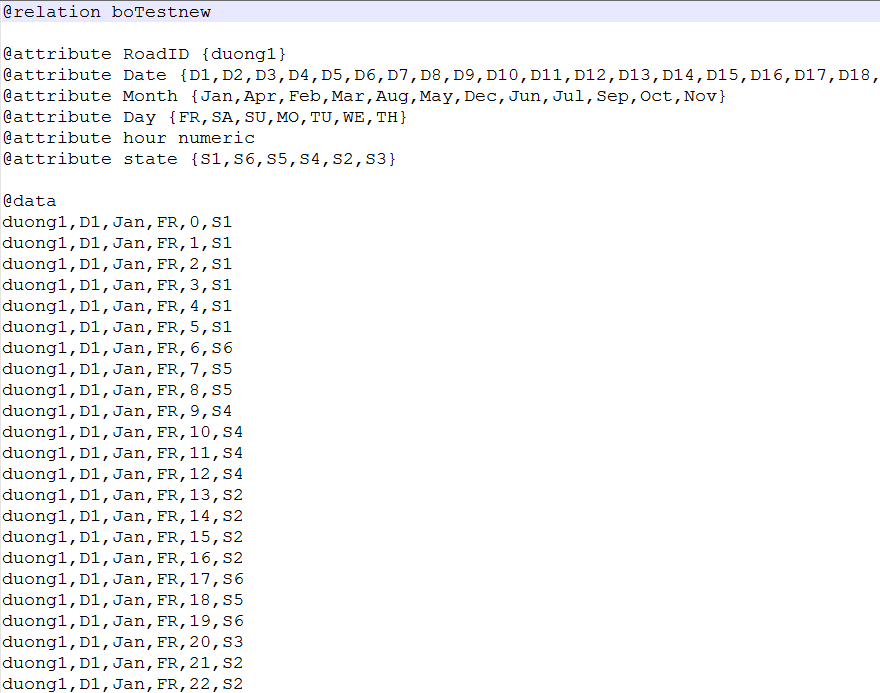 @relation boTestnew
@attribute RoadID {duong1}
@attribute Date {D1,D2,D3,D4,D5,D6,D7,D8,D9,D10,D11,D12,D13,D14,D15,D16,D17,D18,
@attribute Month {Jan,Apr,Feb,Mar,Aug,May,Dec,Jun,Jul,Sep,Oct,Nov}
@attribute Day {FR,SA,SU,MO,TU,WE,TH}
@attribute hour numeric
@attribute state {S1,S6,S5,S4,S2,S3}
@data
duong1,D1,Jan,FR,0,S1
duong1,D1,Jan,FR,1,S1
duong1,D1,Jan,FR,2,S1
duong1,D1,Jan,FR,3,S1
duong1,D1,Jan,FR,4,S1
duong1,D1,Jan,FR,5,S1
duong1,D1,Jan,FR,6,S6
duong1,D1,Jan,FR,7,S5
duong1,D1,Jan,FR,8,S5
duong1,D1,Jan,FR,9,S4
duong1,D1,Jan,FR,10,S4
duong1,D1,Jan,FR,11,S4
duong1,D1,Jan,FR,12,S4
duong1,D1,Jan,FR,13,S2
duong1,D1,Jan,FR,14,S2
duong1,D1,Jan,FR,15,S2
duong1,D1,Jan,FR,16,S2
duong1,D1,Jan,FR,17,S6
duong1,D1,Jan,FR,18,S5
duong1,D1,Jan,FR,19,S6
duong1,D1,Jan,FR,20,S3
duong1,D1,Jan,FR,21,S2
duong1,D1,Jan,FR,22,S2